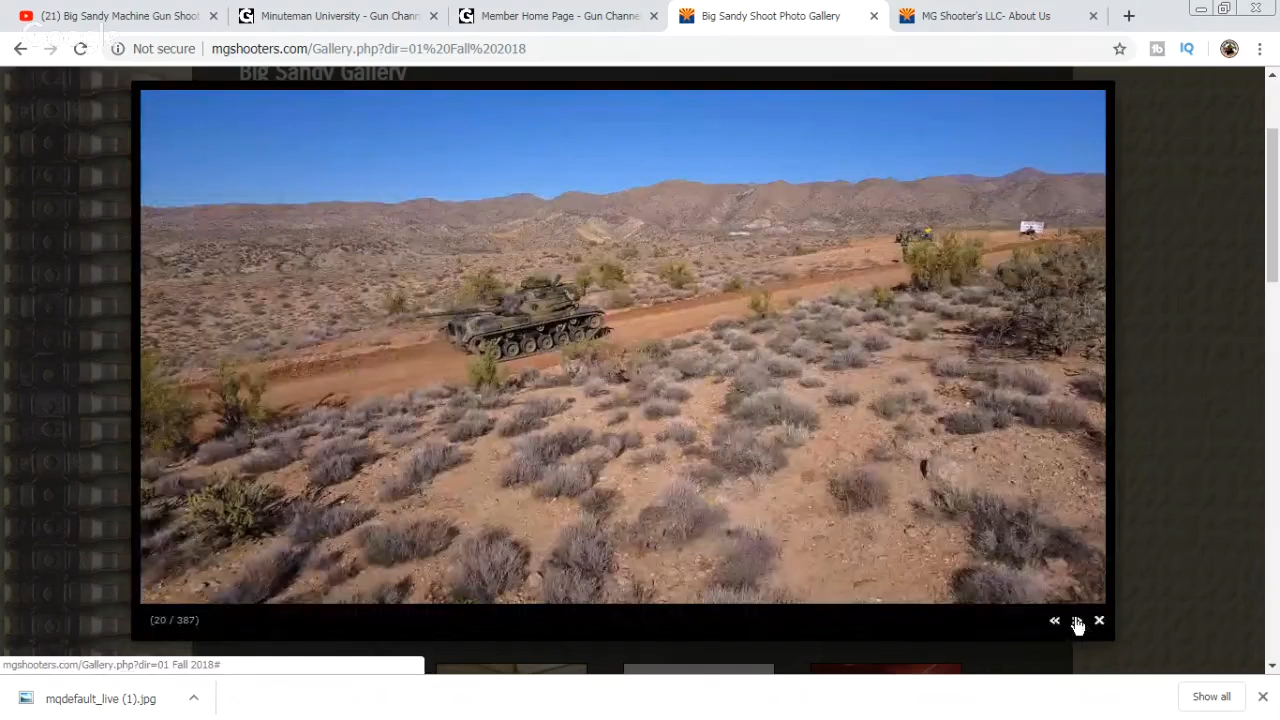 (21) Big Sandy Machine Gun Shoot
Minuteman University - Gun Chann
Member Home Page - Gun Channe
Big Sandy Shoot Photo Gallery
MG Shooter's LLC- About Us
Not secure
mgshooters.com/Gallery.php?dir=01%20Fall%202018
Google
Big Sandy Gallery
(20 / 387)
mgshooters.com/Gallery.php?dir=01 Fall 2018#
mqdefault_live (1).jpg
Show all